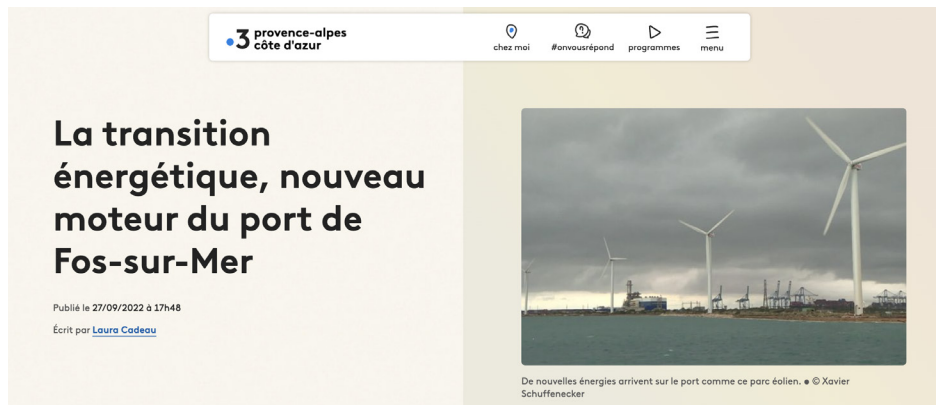 3 provence-alpes
côte d'azur
chez moi
#onvousrépond
programmes
menu
La transition
énergétique, nouveau
moteur du port de
Fos-sur-Mer
Publié le 27/09/2022 à 17h48
Écrit par Laura Cadeau
De nouvelles énergies arrivent sur le port comme ce parc éolien. • © Xavier
Schuffenecker